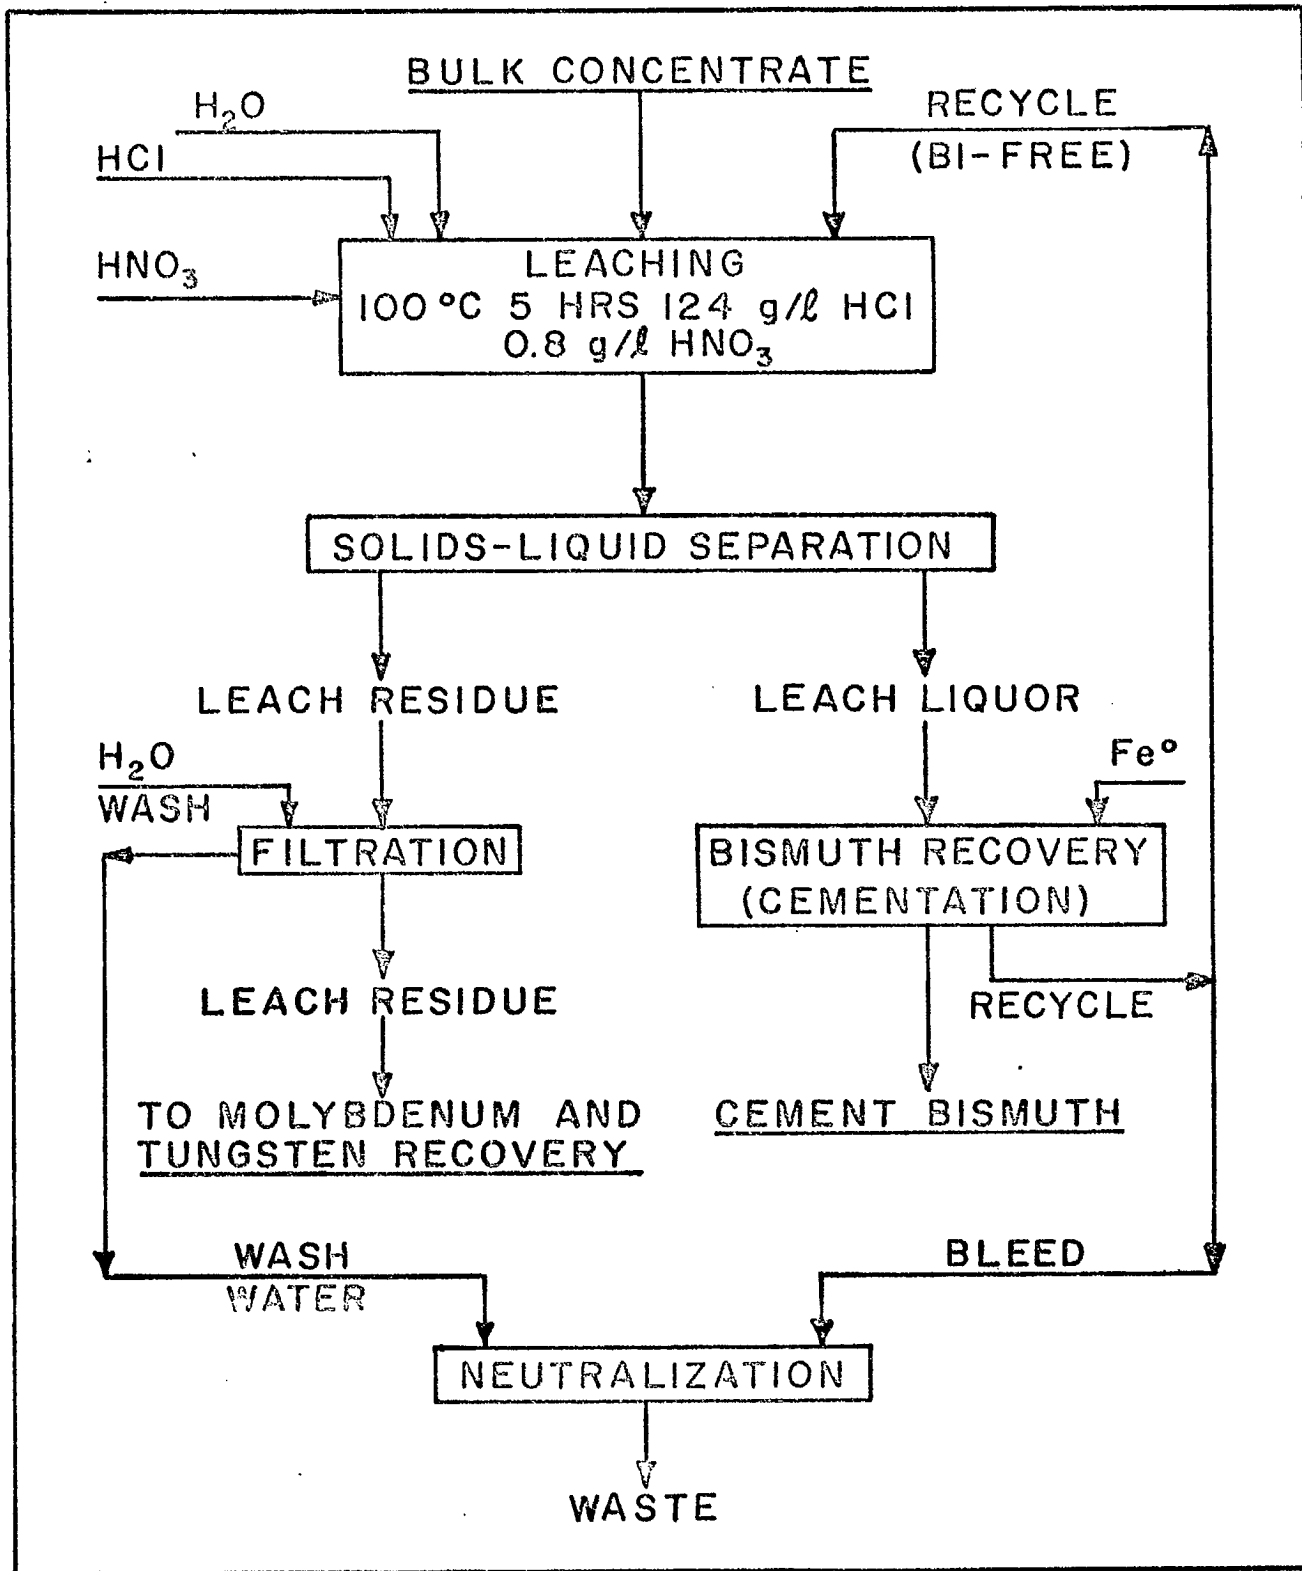 BULK CONCENTRATE
H₂O
RECYCLE
(BI-FREE)
HCl
HNO₃
LEACHING
100°C 5 HRS 124 g/ℓ HCl
0.8 g/ℓ HNO₃
SOLIDS-LIQUID SEPARATION
LEACH RESIDUE
LEACH LIQUOR
H₂O
WASH
Fe°
FILTRATION
BISMUTH RECOVERY
(CEMENTATION)
LEACH RESIDUE
RECYCLE
TO MOLYBDENUM AND
TUNGSTEN RECOVERY
CEMENT BISMUTH
WASH
WATER
BLEED
NEUTRALIZATION
WASTE